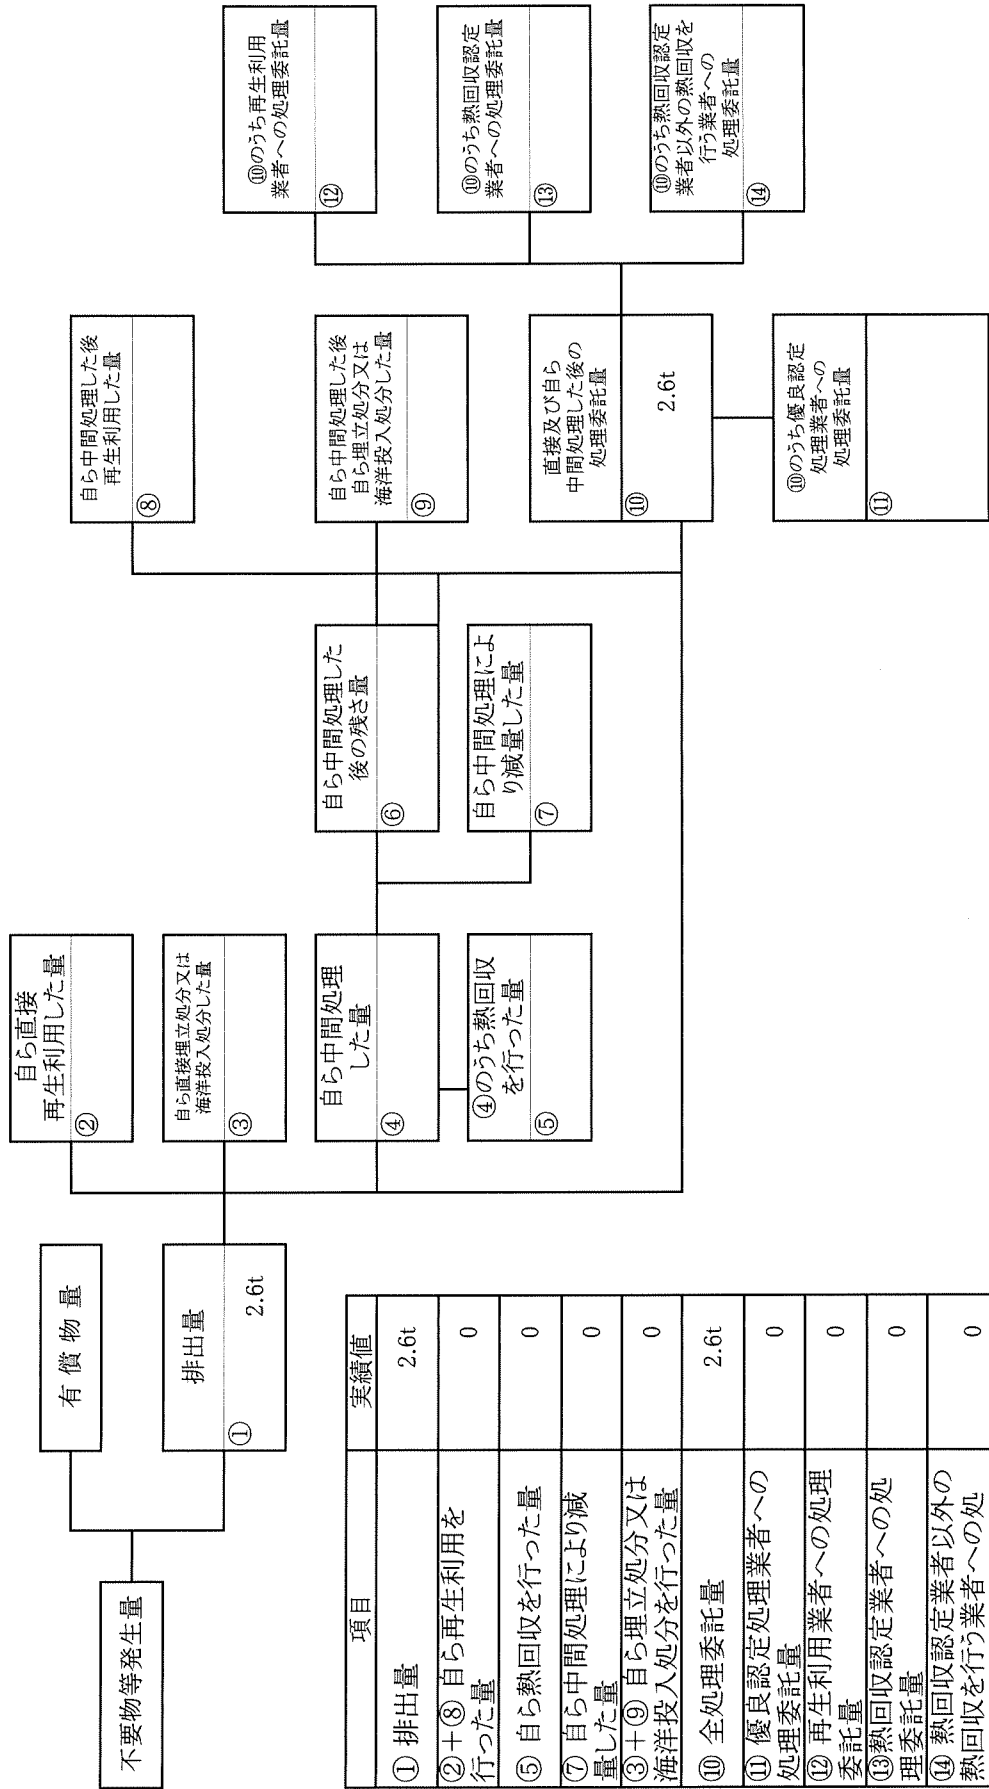 不要物等発生量
有償物量
排出量
①
2.6t
自ら直接
再生利用した量
②
自ら直接埋立処分又は
海洋投入処分した量
③
自ら中間処理
した量
④
④のうち熱回収
を行った量
⑤
自ら中間処理した
後の残さ量
⑥
自ら中間処理によ
り減量した量
⑦
自ら中間処理した後
再生利用した量
⑧
自ら中間処理した後
自ら埋立処分又は
海洋投入処分した量
⑨
直接及び自ら
中間処理した後の
処理委託量
⑩
2.6t
⑩のうち優良認定
処理業者への
処理委託量
⑪
⑩のうち再生利用
業者への処理委託量
⑫
⑩のうち熱回収認定
業者への処理委託量
⑬
⑩のうち熱回収認定
業者以外の熱回収を
行う業者への
処理委託量
⑭
項目 実績値
① 排出量 2.6t
②＋⑧ 自ら再生利用を
行った量 0
⑤ 自ら熱回収を行った量 0
⑦ 自ら中間処理により減
量した量 0
③＋⑨ 自ら埋立処分又は
海洋投入処分を行った量 0
⑩ 全処理委託量 2.6t
⑪ 優良認定処理業者への
処理委託量 0
⑫ 再生利用業者への処理
委託量 0
⑬熱回収認定業者への処
理委託量 0
⑭ 熱回収認定業者以外の
熱回収を行う業者への処 0